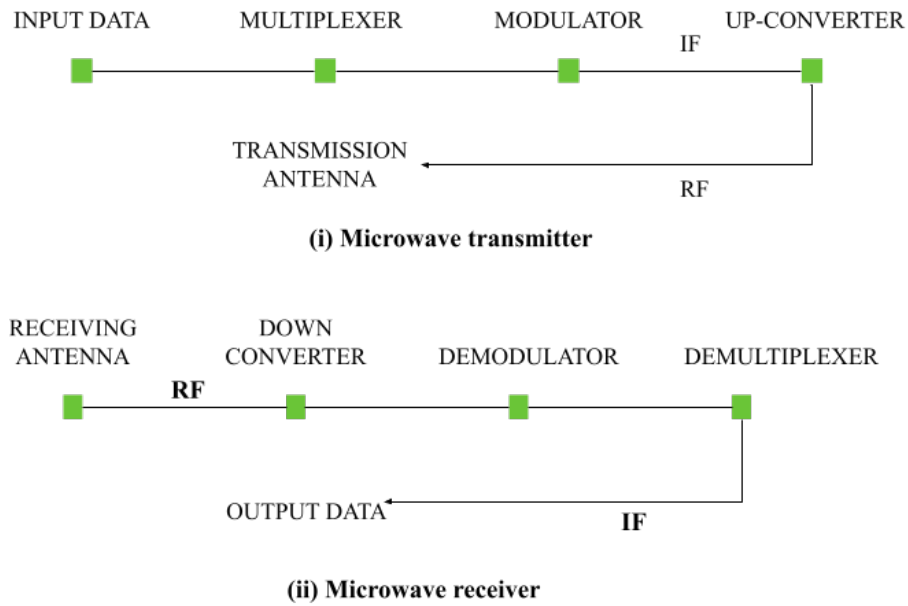 INPUT DATA
MULTIPLEXER
MODULATOR
UP-CONVERTER
IF
TRANSMISSION
ANTENNA
RF
(i) Microwave transmitter
RECEIVING
ANTENNA
DOWN
CONVERTER
DEMODULATOR
DEMULTIPLEXER
RF
OUTPUT DATA
IF
(ii) Microwave receiver